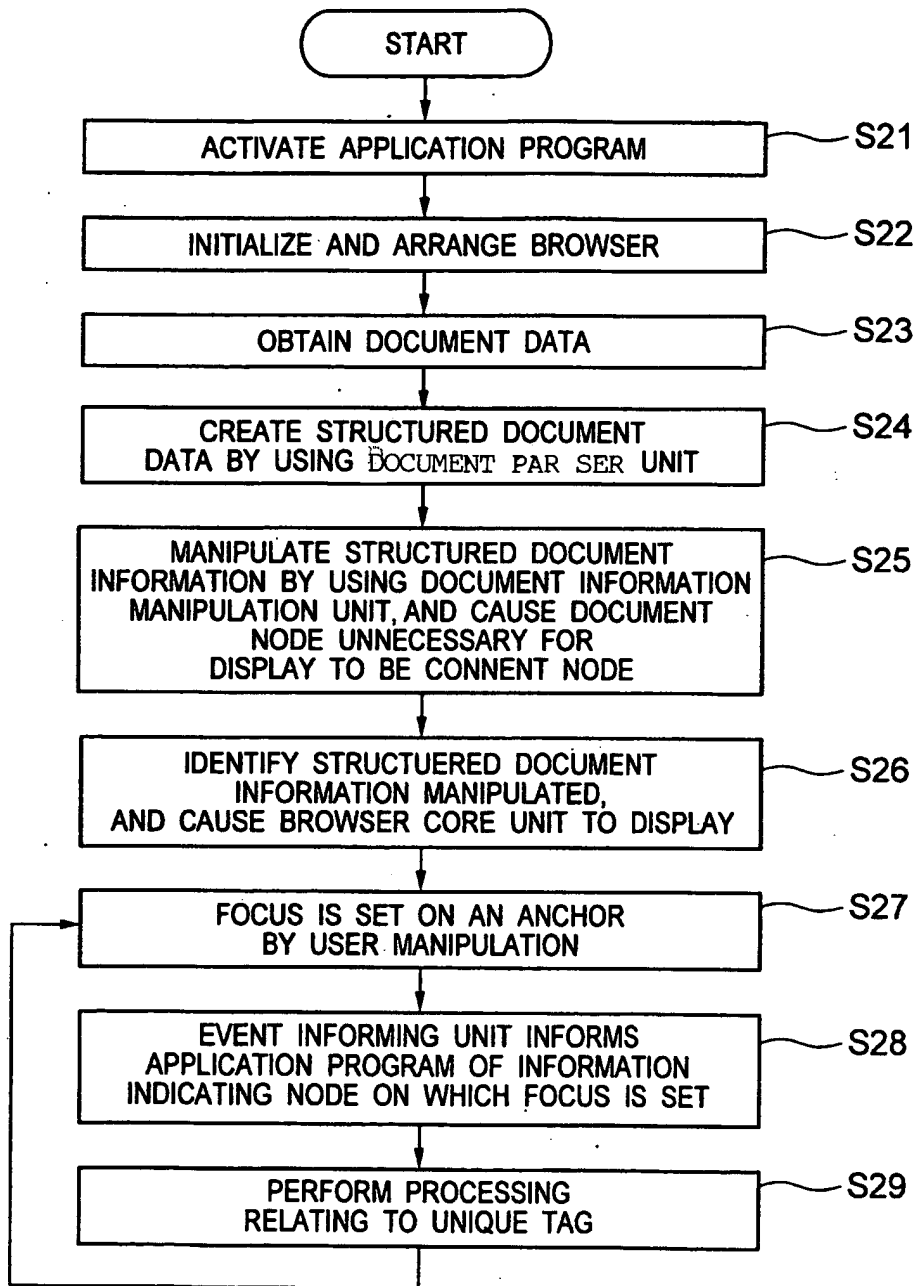 START
ACTIVATE APPLICATION PROGRAM
S21
INITIALIZE AND ARRANGE BROWSER
S22
OBTAIN DOCUMENT DATA
S23
CREATE STRUCTURED DOCUMENT
DATA BY USING DOCUMENT PAR SER UNIT
S24
MANIPULATE STRUCTURED DOCUMENT
INFORMATION BY USING DOCUMENT INFORMATION
MANIPULATION UNIT, AND CAUSE DOCUMENT
NODE UNNECESSARY FOR
DISPLAY TO BE CONNENT NODE
S25
IDENTIFY STRUCTUERED DOCUMENT
INFORMATION MANIPULATED,
AND CAUSE BROWSER CORE UNIT TO DISPLAY
S26
FOCUS IS SET ON AN ANCHOR
BY USER MANIPULATION
S27
EVENT INFORMING UNIT INFORMS
APPLICATION PROGRAM OF INFORMATION
INDICATING NODE ON WHICH FOCUS IS SET
S28
PERFORM PROCESSING
RELATING TO UNIQUE TAG
S29